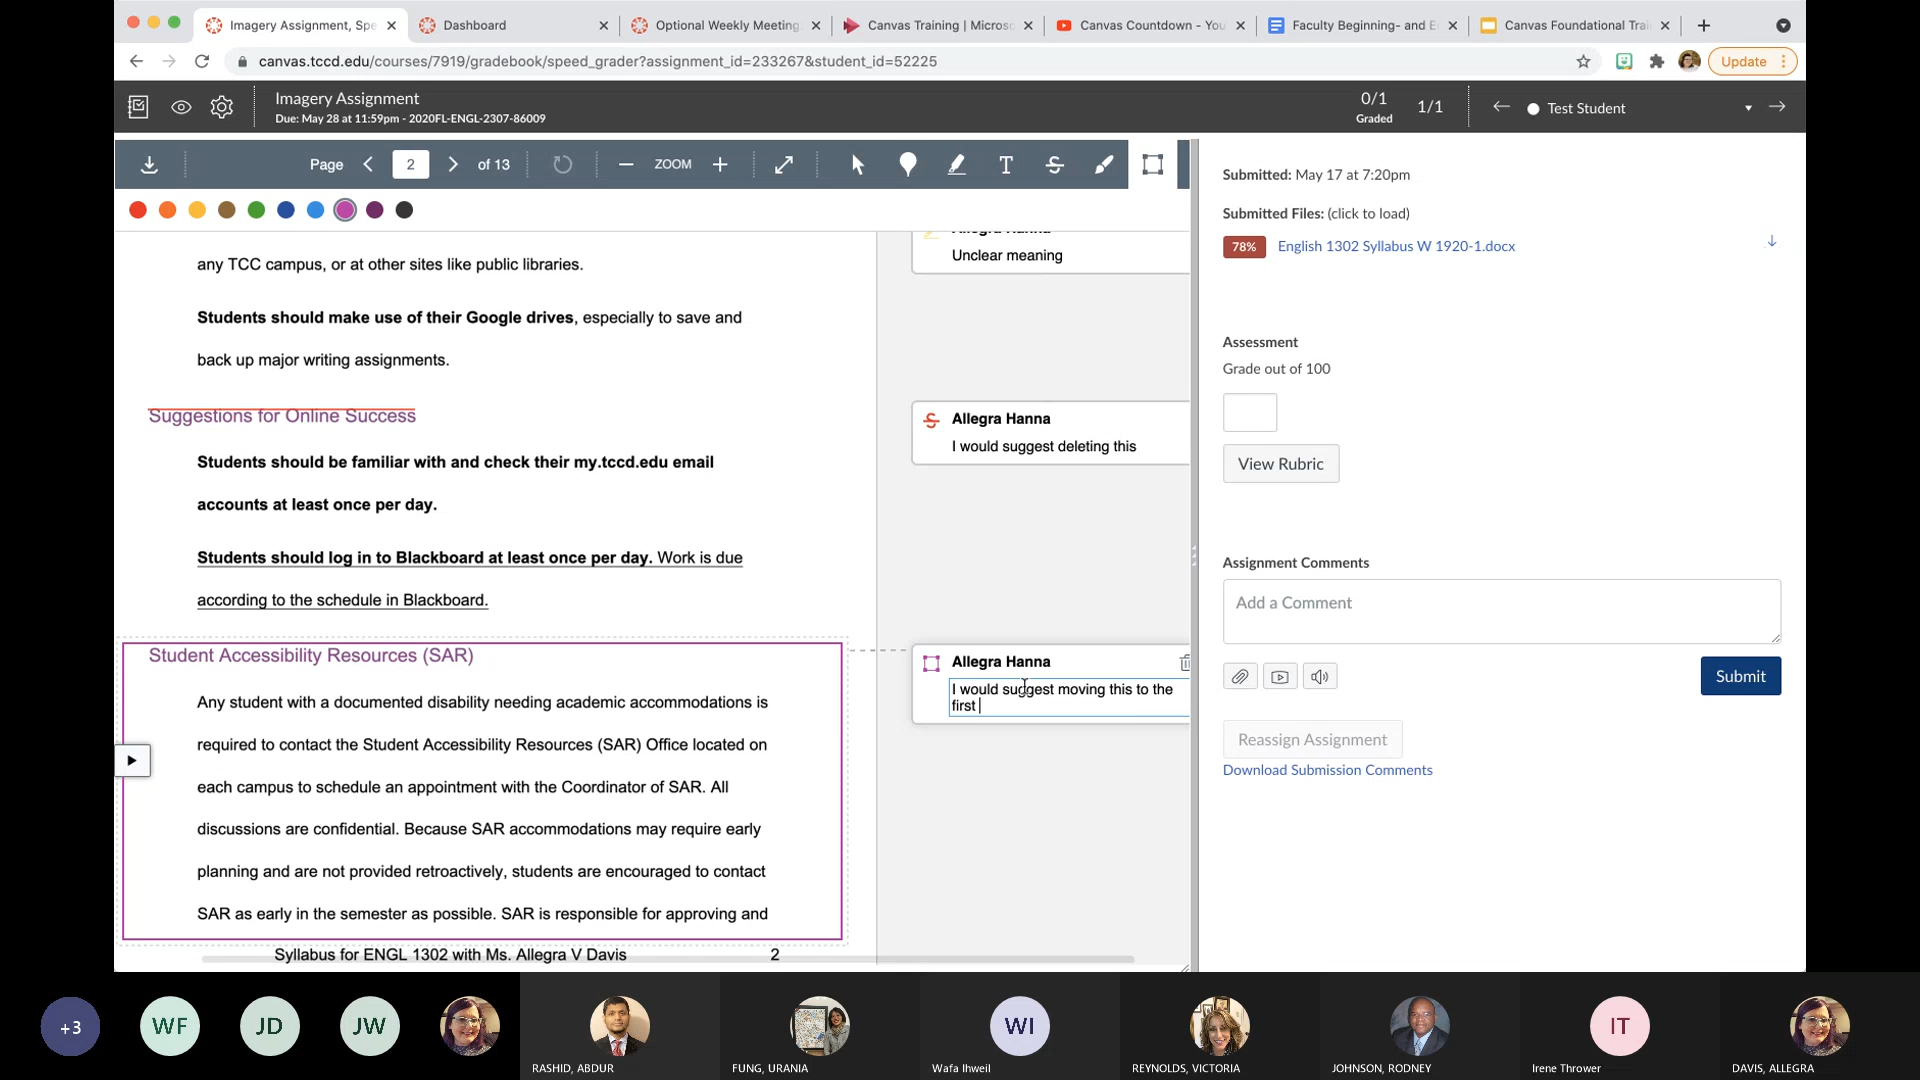 Imagery Assignment, Spe
Dashboard
Optional Weekly Meeting
Canvas Training | Microso
Canvas Countdown - You
Faculty Beginning- and E
Canvas Foundational Trai
canvas.tccd.edu/courses/7919/gradebook/speed_grader?assignment_id=233267&student_id=52225
Update
Imagery Assignment
Due: May 28 at 11:59pm - 2020FL-ENGL-2307-86009
0/1
Graded
1/1
Test Student
Page
2
of 13
ZOOM
T
S
Allegra Hanna
Unclear meaning
any TCC campus, or at other sites like public libraries.
Students should make use of their Google drives, especially to save and
back up major writing assignments.
Suggestions for Online Success
Allegra Hanna
I would suggest deleting this
Students should be familiar with and check their my.tccd.edu email
accounts at least once per day.
Students should log in to Blackboard at least once per day. Work is due
according to the schedule in Blackboard.
Student Accessibility Resources (SAR)
Allegra Hanna
I would suggest moving this to the
first
Any student with a documented disability needing academic accommodations is
required to contact the Student Accessibility Resources (SAR) Office located on
each campus to schedule an appointment with the Coordinator of SAR. All
discussions are confidential. Because SAR accommodations may require early
planning and are not provided retroactively, students are encouraged to contact
SAR as early in the semester as possible. SAR is responsible for approving and
Syllabus for ENGL 1302 with Ms. Allegra V Davis 2
Submitted: May 17 at 7:20pm
Submitted Files: (click to load)
78% English 1302 Syllabus W 1920-1.docx
Assessment
Grade out of 100
View Rubric
Assignment Comments
Add a Comment
Submit
Reassign Assignment
Download Submission Comments
+3
WF
JD
JW
RASHID, ABDUR
FUNG, URANIA
WI
Wafa Ihweil
REYNOLDS, VICTORIA
JOHNSON, RODNEY
IT
Irene Thrower
DAVIS, ALLEGRA